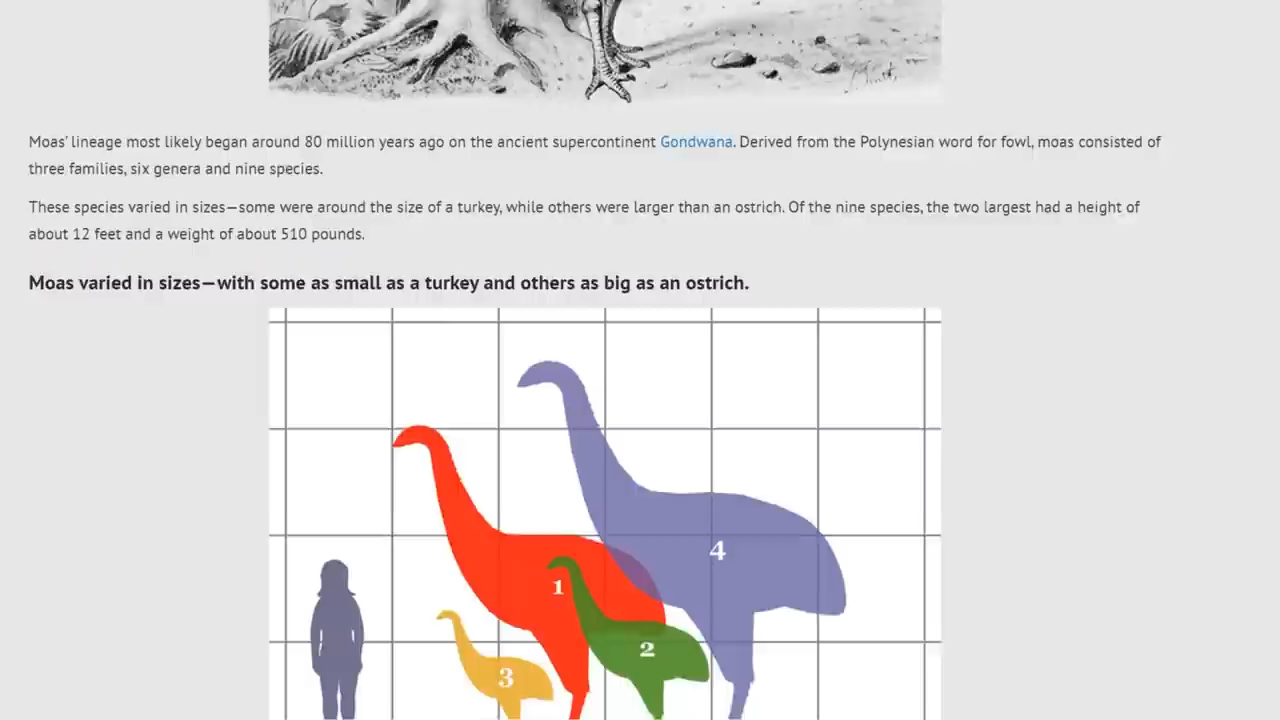 Moas' lineage most likely began around 80 million years ago on the ancient supercontinent Gondwana. Derived from the Polynesian word for fowl, moas consisted of
three families, six genera and nine species.
These species varied in sizes—some were around the size of a turkey, while others were larger than an ostrich. Of the nine species, the two largest had a height of
about 12 feet and a weight of about 510 pounds.
Moas varied in sizes—with some as small as a turkey and others as big as an ostrich.
4
1
2
3